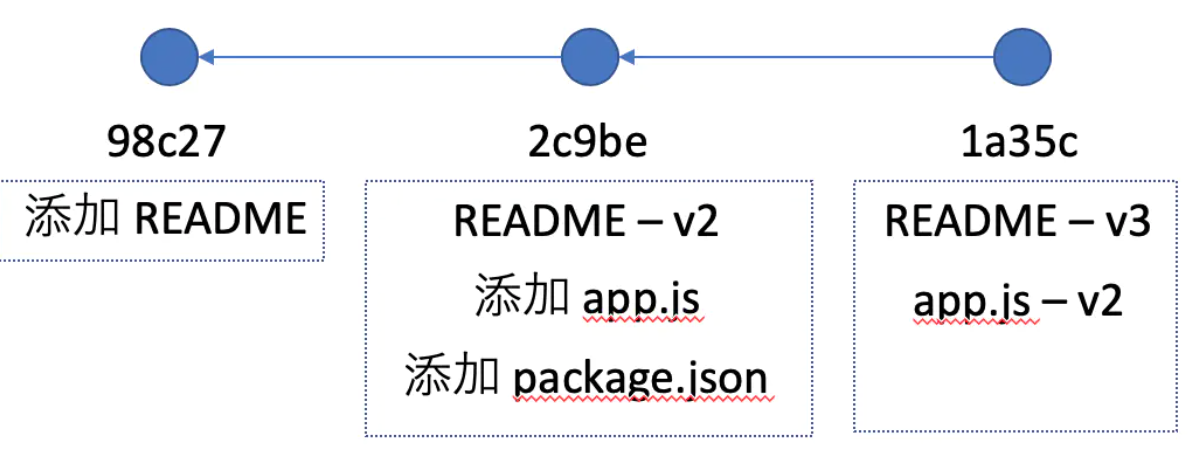 98c27
2c9be
1a35c
添加 README
README – v2
添加 app.js
添加 package.json
README – v3
app.js – v2